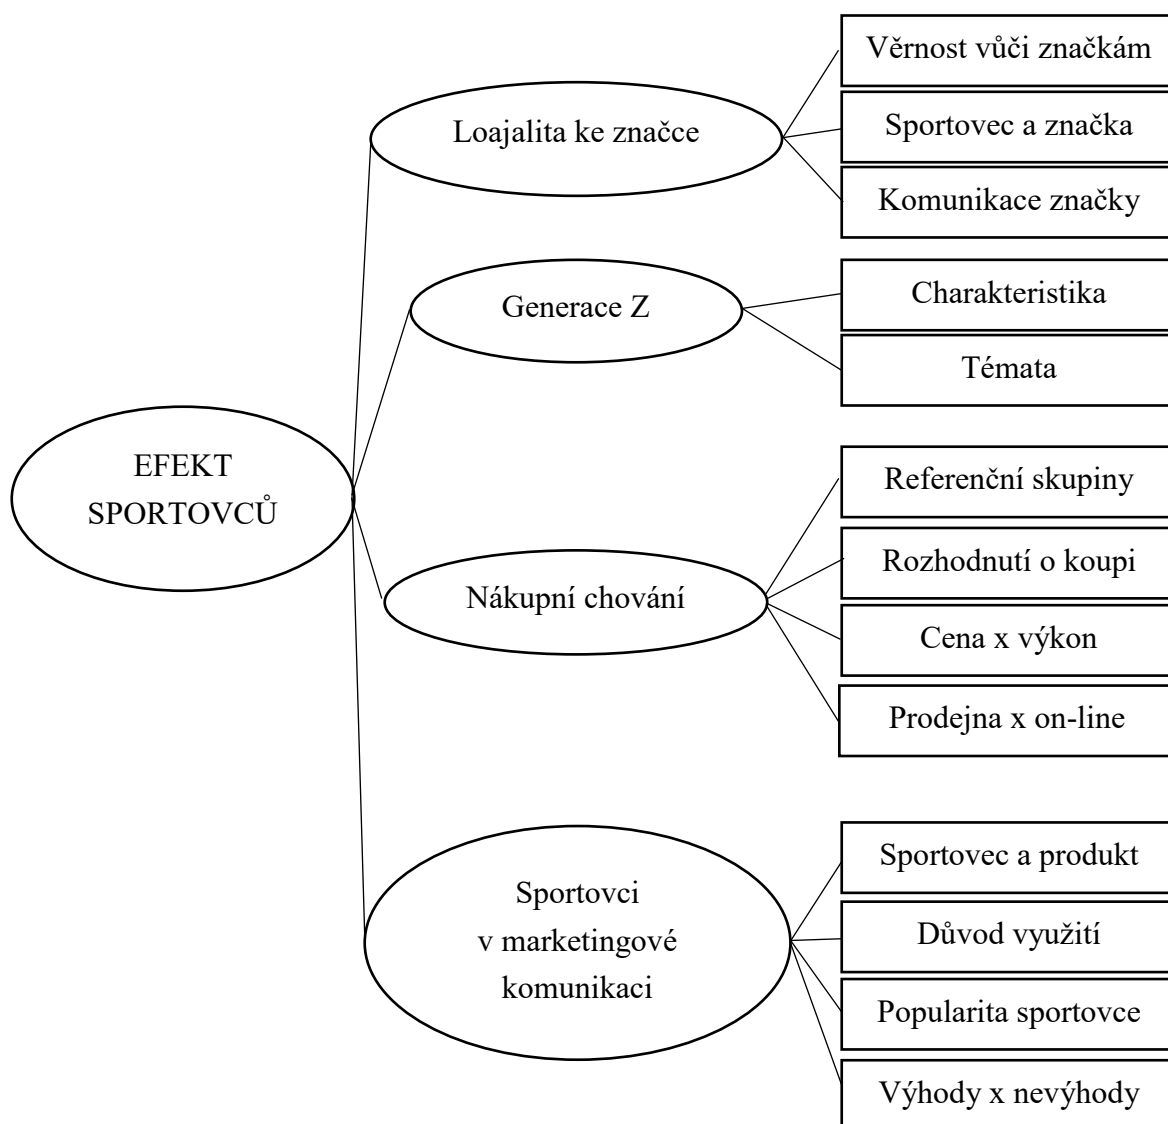 EFEKT
SPORTOVCŮ
Loajalita ke značce
Věrnost vůči značkám
Sportovec a značka
Komunikace značky
Generace Z
Charakteristika
Témata
Nákupní chování
Referenční skupiny
Rozhodnutí o koupi
Cena x výkon
Prodejna x on-line
Sportovci
v marketingové
komunikaci
Sportovec a produkt
Důvod využití
Popularita sportovce
Výhody x nevýhody